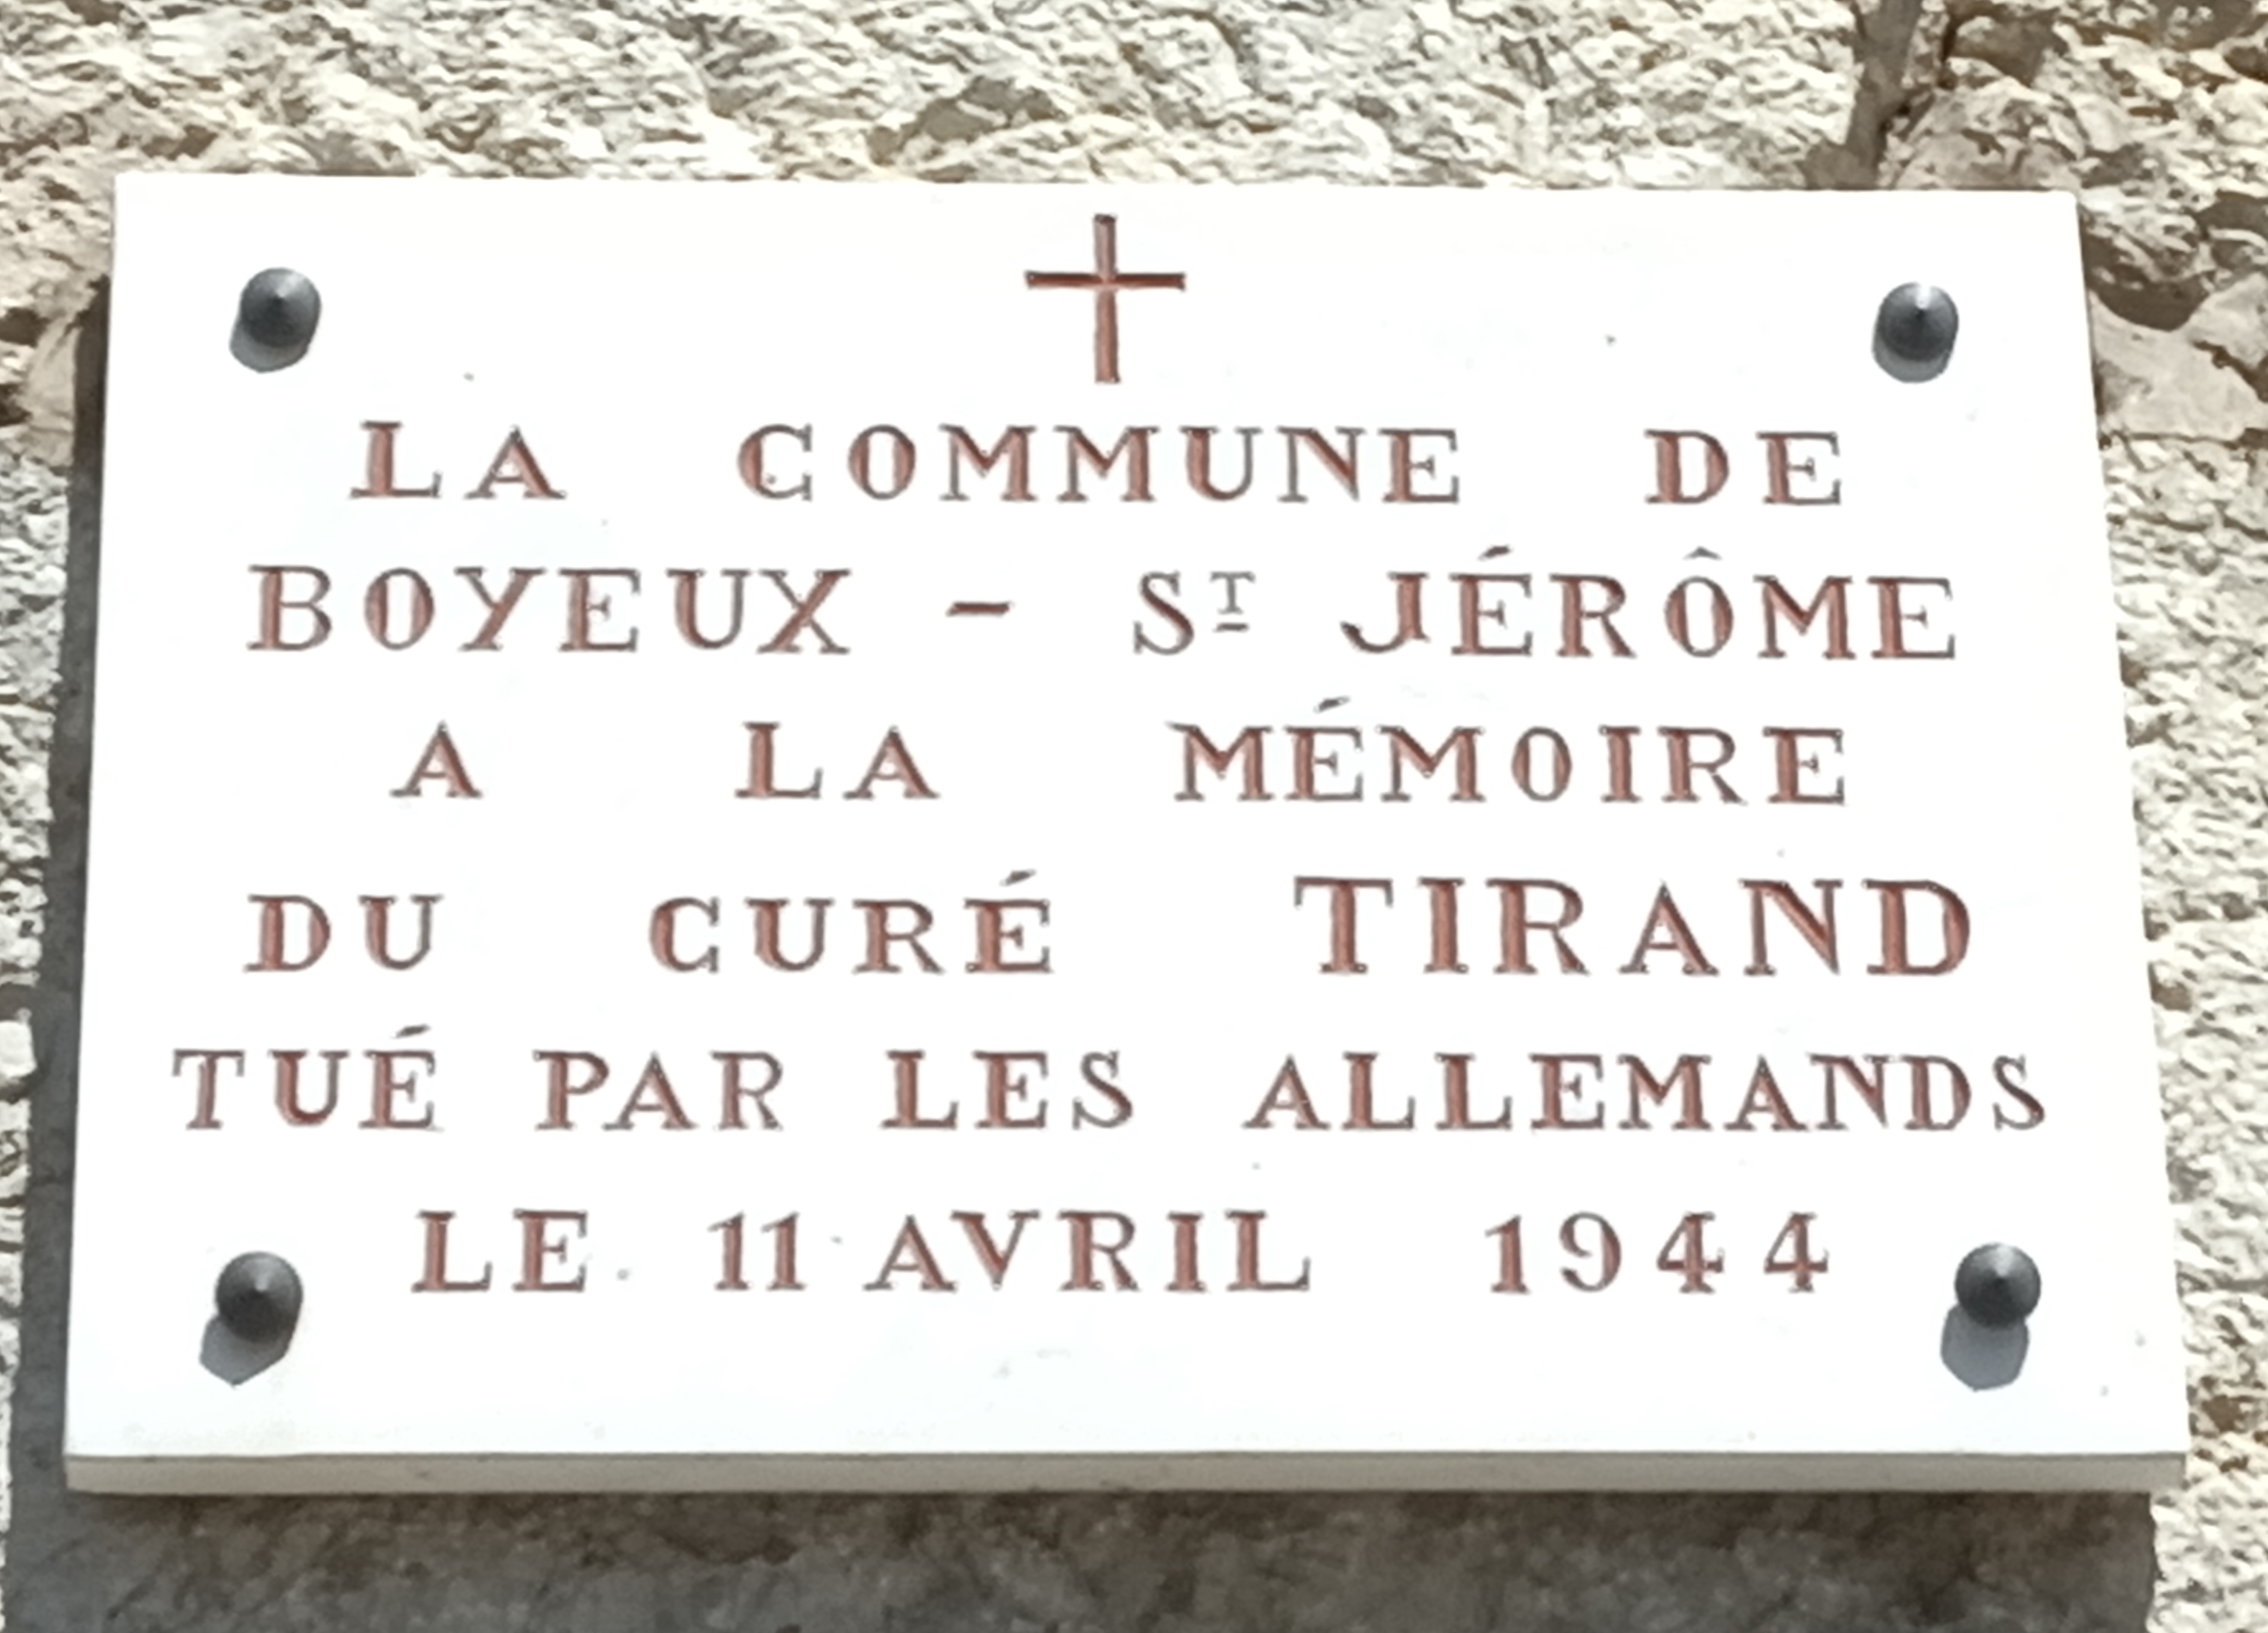 LA COMMUNE DE
BOYEUX - ST JÉRÔME
A LA MÉMOIRE
DU CURÉ TIRAND
TUÉ PAR LES ALLEMANDS
LE 11 AVRIL 1944